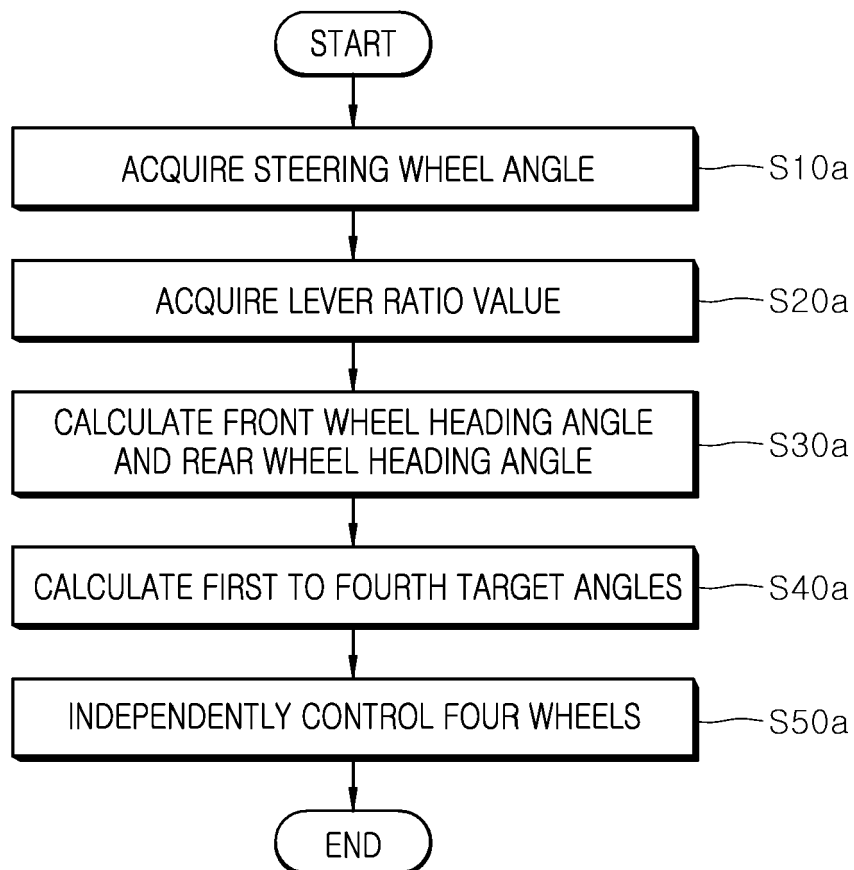 START
ACQUIRE STEERING WHEEL ANGLE
S10a
ACQUIRE LEVER RATIO VALUE
S20a
CALCULATE FRONT WHEEL HEADING ANGLE
AND REAR WHEEL HEADING ANGLE
S30a
CALCULATE FIRST TO FOURTH TARGET ANGLES
S40a
INDEPENDENTLY CONTROL FOUR WHEELS
S50a
END